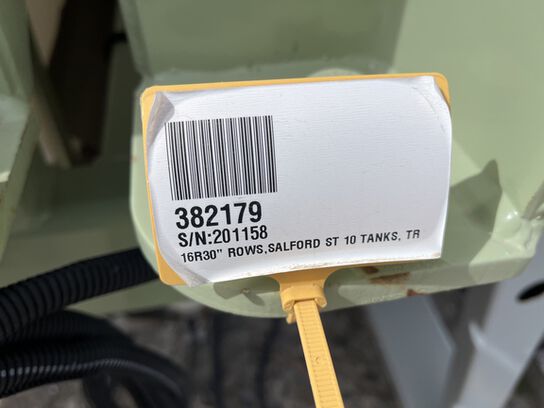 382179
S/N:201158
16R30" ROWS,SALFORD ST 10 TANKS, TR